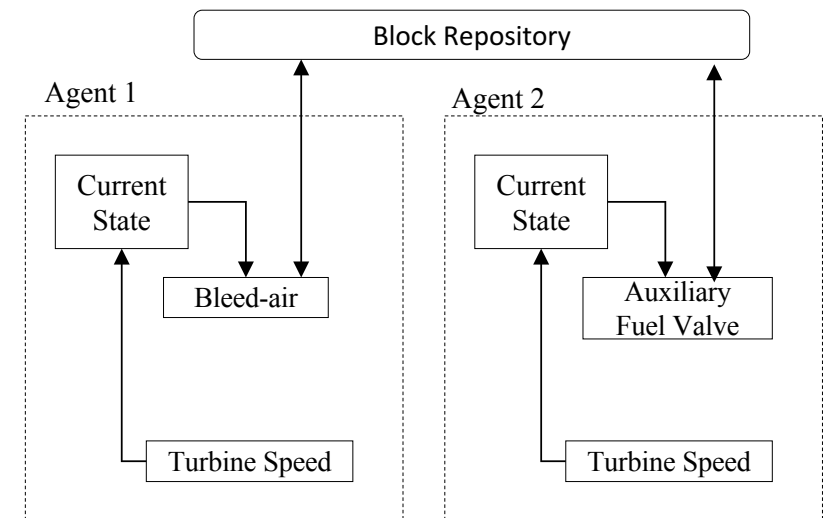 Block Repository
Agent 1
Current
State
Bleed-air
Turbine Speed
Agent 2
Current
State
Auxiliary
Fuel Valve
Turbine Speed